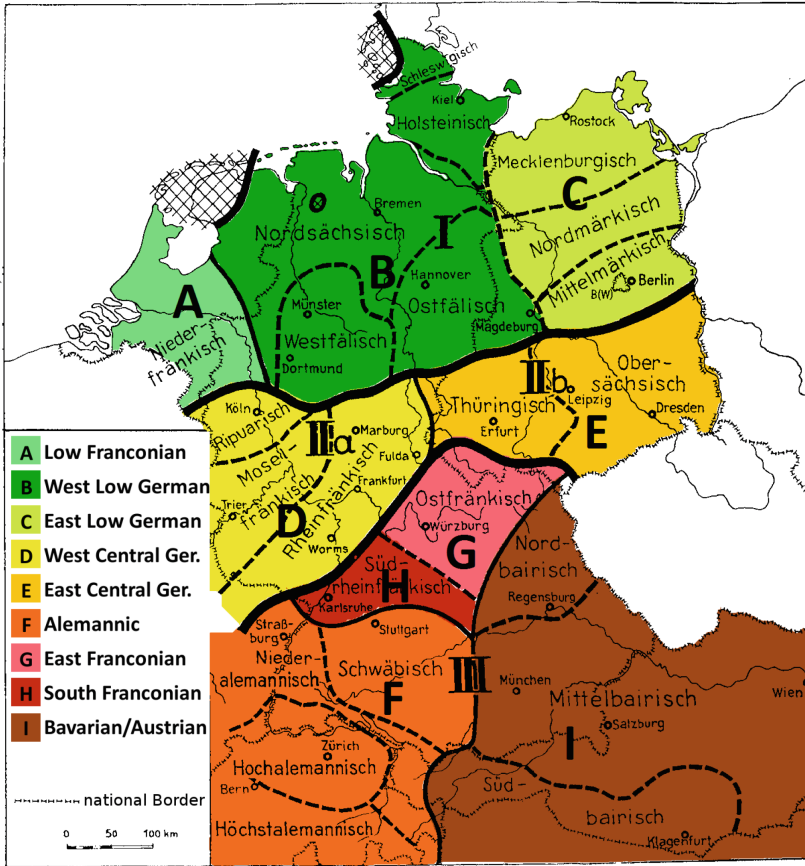 Schleswigisch
Kiel
Holsteinisch
Rostock
Mecklenburgisch
C
Nordmärkisch
Mittelmärkisch
Berlin
B(W)
Bremen
Nordsächsisch
I
B
Hannover
Ostfälisch
Magdeburg
Münster
Westfälisch
Dortmund
A
Nieder-
fränkisch
Köln
Ripuarisch
IIa
Marburg
Fulda
Mosel-
fränkisch
Rheinfränkisch
Frankfurt
Trier
D
Worms
IIb
Ober-
sächsisch
Leipzig
Thüringisch
Dresden
Erfurt
E
Ostfränkisch
Würzburg
G
Nord-
bairisch
Regensburg
Süd-
rheinfränkisch
H
Karlsruhe
Stuttgart
Straß-
burg
Nieder-
alemannisch
Schwäbisch
III
F
München
Mittelbairisch
Wien
Salzburg
I
Zürich
Hochalemannisch
Bern
Höchstalemannisch
Süd-
bairisch
Klagenfurt
A Low Franconian
B West Low German
C East Low German
D West Central Ger.
E East Central Ger.
F Alemannic
G East Franconian
H South Franconian
I Bavarian/Austrian
national Border
0 50 100 km